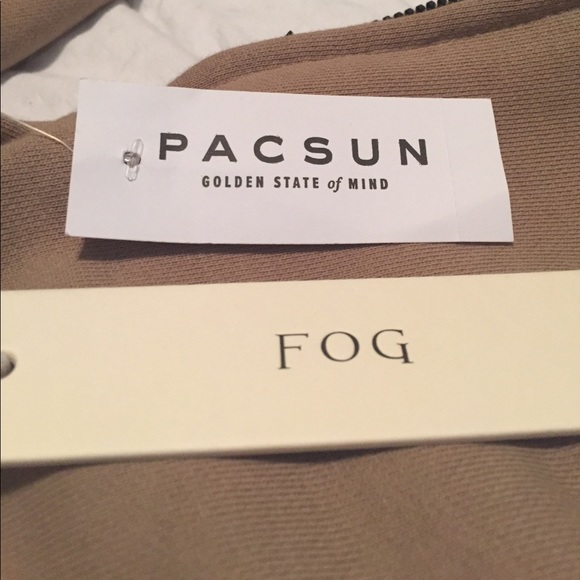 PACSUN
GOLDEN STATE of MIND
FOG